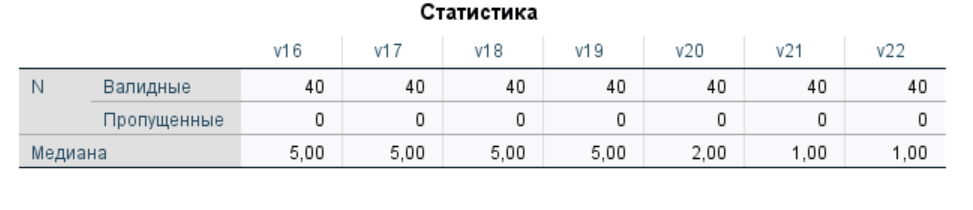 Статистика
v16 v17 v18 v19 v20 v21 v22
N Валидные 40 40 40 40 40 40 40
Пропущенные 0 0 0 0 0 0 0
Медиана 5,00 5,00 5,00 5,00 2,00 1,00 1,00